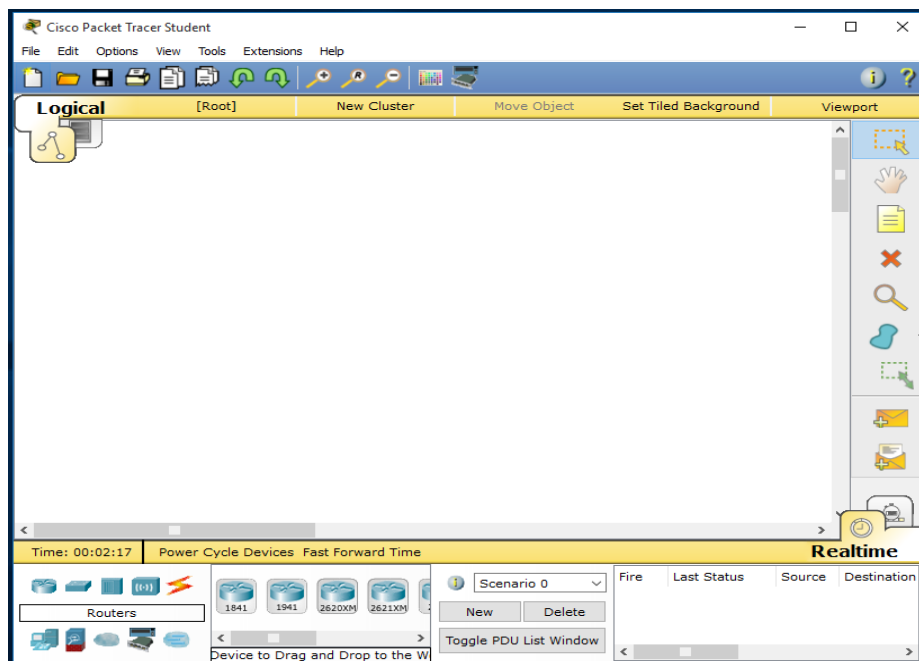 Cisco Packet Tracer Student
File Edit Options View Tools Extensions Help
Logical [Root] New Cluster Move Object Set Tiled Background Viewport
Time: 00:02:17 Power Cycle Devices Fast Forward Time Realtime
Routers
1841 1941 2620XM 2621XM
Device to Drag and Drop to the W
Scenario 0
New Delete
Toggle PDU List Window
Fire Last Status Source Destination